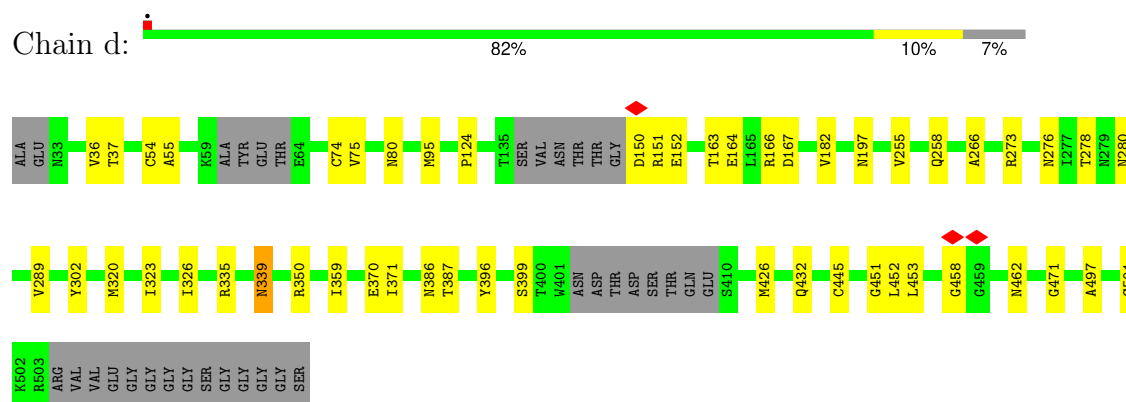 Chain d:
82% 10% 7%
ALA GLU N33 V36 T37 C54 A55 K59 ALA TYR GLU THR E64 C74 V75 N80 M95 P124 T135 SER VAL ASN THR THR GLY D150 R151 E152 T163 E164 L165 R166 D167 V182 N197 V255 Q258 A266 R273 N276 I277 T278 N279 N280
V289 Y302 M320 I323 I326 R335 N339 R350 I359 E370 I371 N386 T387 Y396 S399 T400 W401 ASN ASP THR ASP SER THR GLN GLU S410 M426 Q432 C445 G451 L452 L453 G458 G459 N462 G471 A497
K502 R503 ARG VAL VAL GLU GLY GLY GLY GLY SER GLY GLY GLY GLY SER